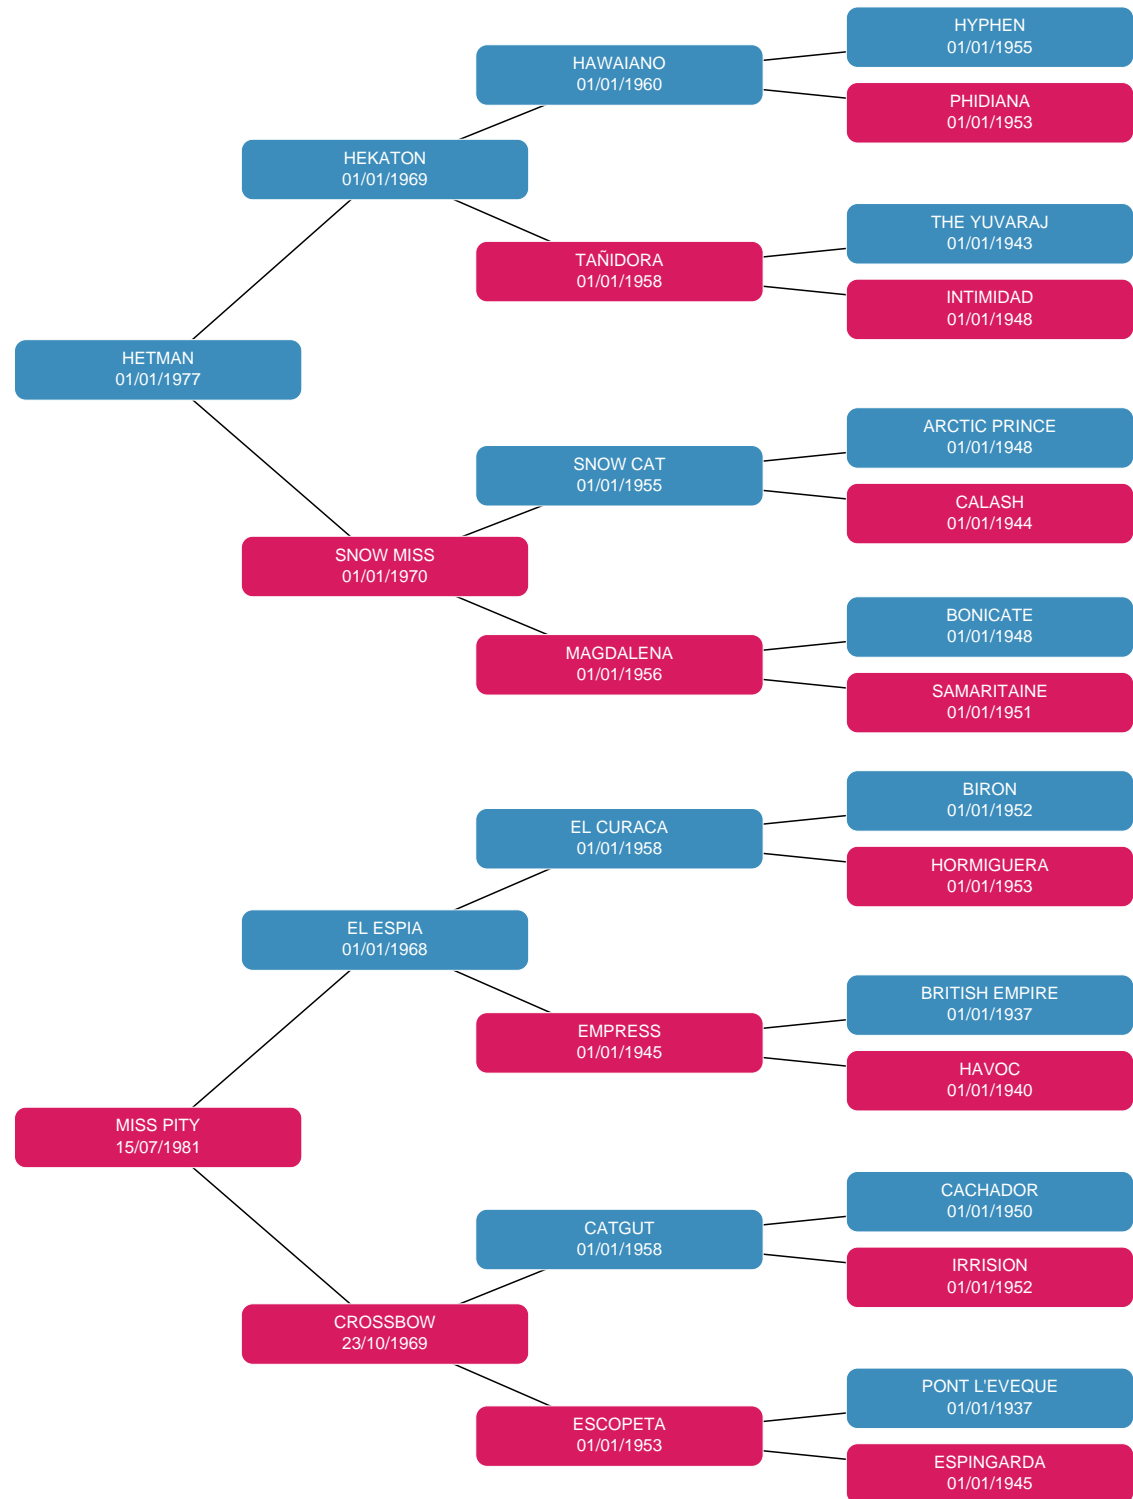 HYPHEN
01/01/1955
HAWAIANO
01/01/1960
PHIDIANA
01/01/1953
HEKATON
01/01/1969
THE YUVARAJ
01/01/1943
TAÑIDORA
01/01/1958
INTIMIDAD
01/01/1948
HETMAN
01/01/1977
ARCTIC PRINCE
01/01/1948
SNOW CAT
01/01/1955
CALASH
01/01/1944
SNOW MISS
01/01/1970
BONICATE
01/01/1948
MAGDALENA
01/01/1956
SAMARITAINE
01/01/1951
BIRON
01/01/1952
EL CURACA
01/01/1958
HORMIGUERA
01/01/1953
EL ESPIA
01/01/1968
BRITISH EMPIRE
01/01/1937
EMPRESS
01/01/1945
HAVOC
01/01/1940
MISS PITY
15/07/1981
CACHADOR
01/01/1950
CATGUT
01/01/1958
IRRISION
01/01/1952
CROSSBOW
23/10/1969
PONT L'EVEQUE
01/01/1937
ESCOPETA
01/01/1953
ESPINGARDA
01/01/1945